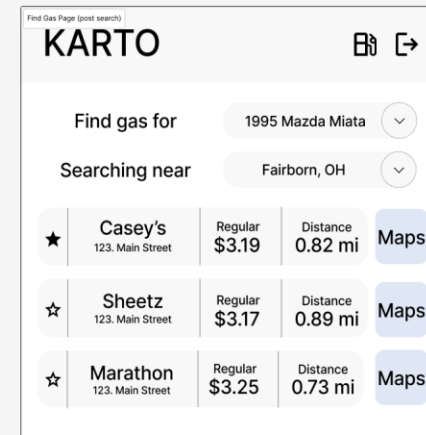 Find Gas Page (post search)
KARTO
Find gas for
1995 Mazda Miata
Searching near
Fairborn, OH
Casey's
123. Main Street
Regular
$3.19
Distance
0.82 mi
Maps
Sheetz
123. Main Street
Regular
$3.17
Distance
0.89 mi
Maps
Marathon
123. Main Street
Regular
$3.25
Distance
0.73 mi
Maps